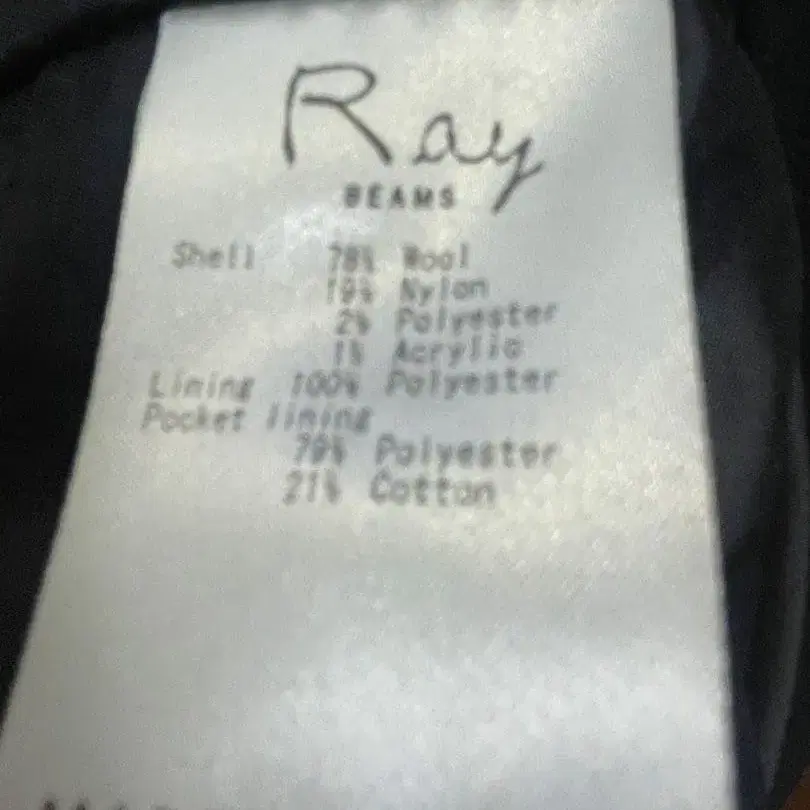 Ray
BEAMS
Shell 78% Wool
19% Nylon
2% Polyester
1% Acrylic
Lining 100% Polyester
Pocket lining
79% Polyester
21% Cotton